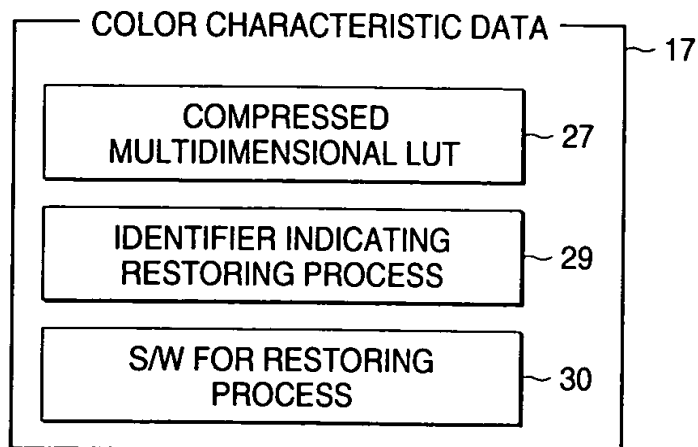 COLOR CHARACTERISTIC DATA
17
COMPRESSED
MULTIDIMENSIONAL LUT
27
IDENTIFIER INDICATING
RESTORING PROCESS
29
S/W FOR RESTORING
PROCESS
30